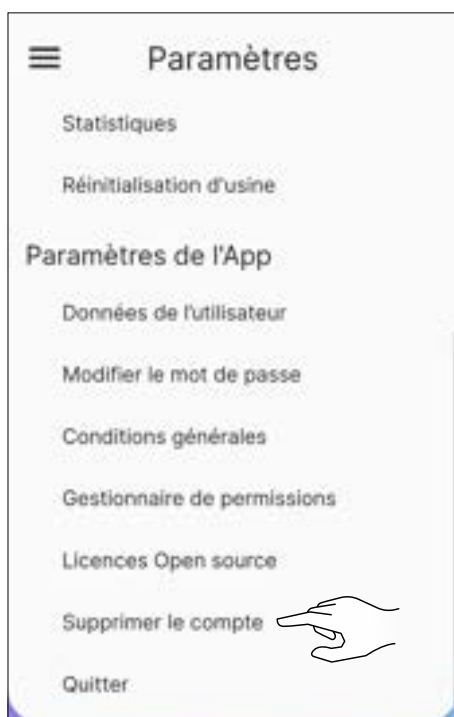 Paramètres
Statistiques
Réinitialisation d'usine
Paramètres de l'App
Données de l'utilisateur
Modifier le mot de passe
Conditions générales
Gestionnaire de permissions
Licences Open source
Supprimer le compte
Quitter